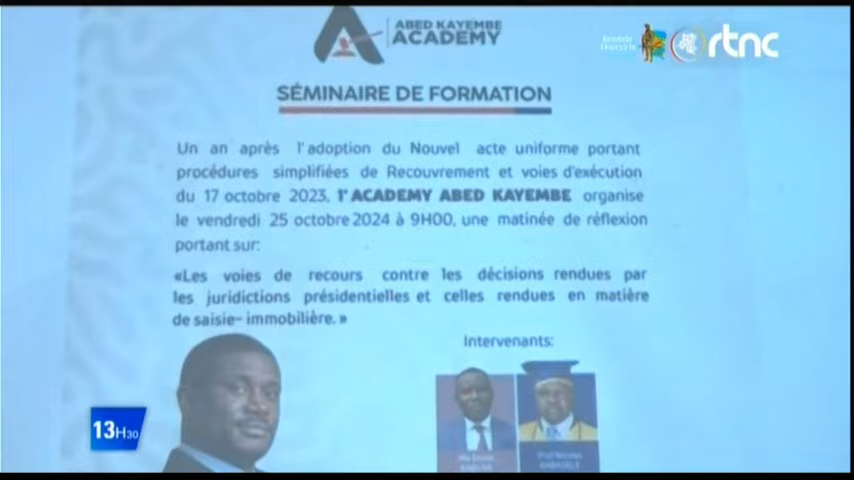 ABED KAYEMBE
ACADEMY
rtnc
SÉMINAIRE DE FORMATION
Un an après l'adoption du Nouvel acte uniforme portant
procédures simplifiées de Recouvrement et voies d'exécution
du 17 octobre 2023, l'ACADEMY ABED KAYEMBE organise
le vendredi 25 octobre 2024 à 9H00, une matinée de réflexion
portant sur:
«Les voies de recours contre les décisions rendues par
les juridictions présidentielles et celles rendues en matière
de saisie- immobilière. »
Intervenants:
13H30